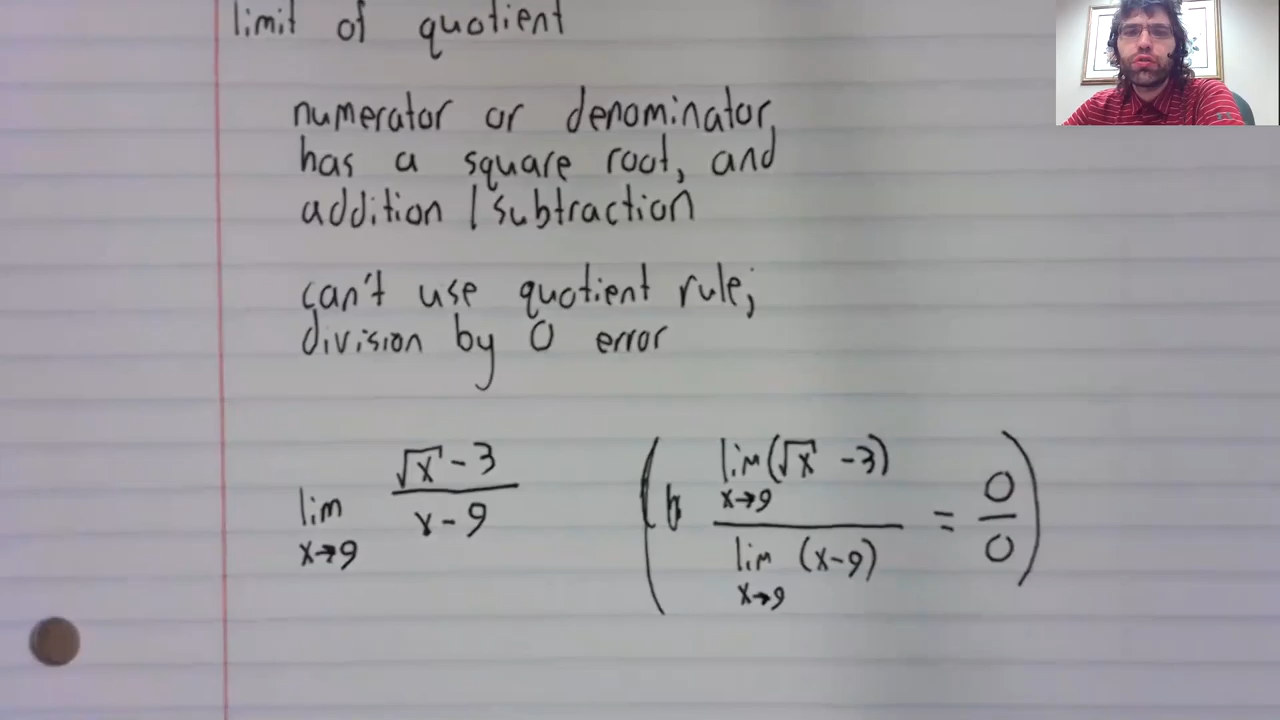 limit of quotient
numerator or denominator
has a square root, and
addition / subtraction
can't use quotient rule;
division by 0 error
lim x→9 (√x - 3)/(x - 9)
( lim x→9 (√x - 3) / lim x→9 (x-9) = 0/0 )